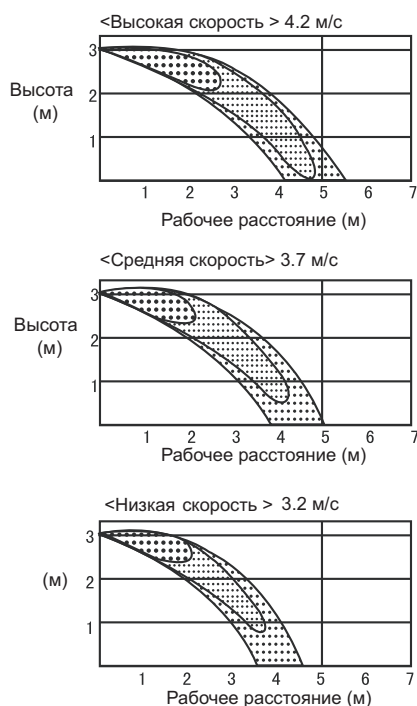 <Высокая скорость > 4.2 м/с
3
Высота
2
(м)
1
1 2 3 4 5 6 7
Рабочее расстояние (м)
<Средняя скорость> 3.7 м/с
3
Высота
2
(м)
1
1 2 3 4 5 6 7
Рабочее расстояние (м)
<Низкая скорость > 3.2 м/с
3
(м)
2
1
1 2 3 4 5 6 7
Рабочее расстояние (м)